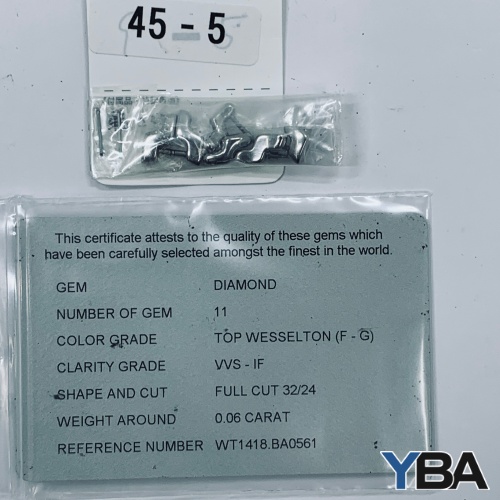 45 - 5
This certificate attests to the quality of these gems which
have been carefully selected amongst the finest in the world.
GEM DIAMOND
NUMBER OF GEM 11
COLOR GRADE TOP WESSELTON (F - G)
CLARITY GRADE VVS - IF
SHAPE AND CUT FULL CUT 32/24
WEIGHT AROUND 0.06 CARAT
REFERENCE NUMBER WT1418.BA0561
YBA